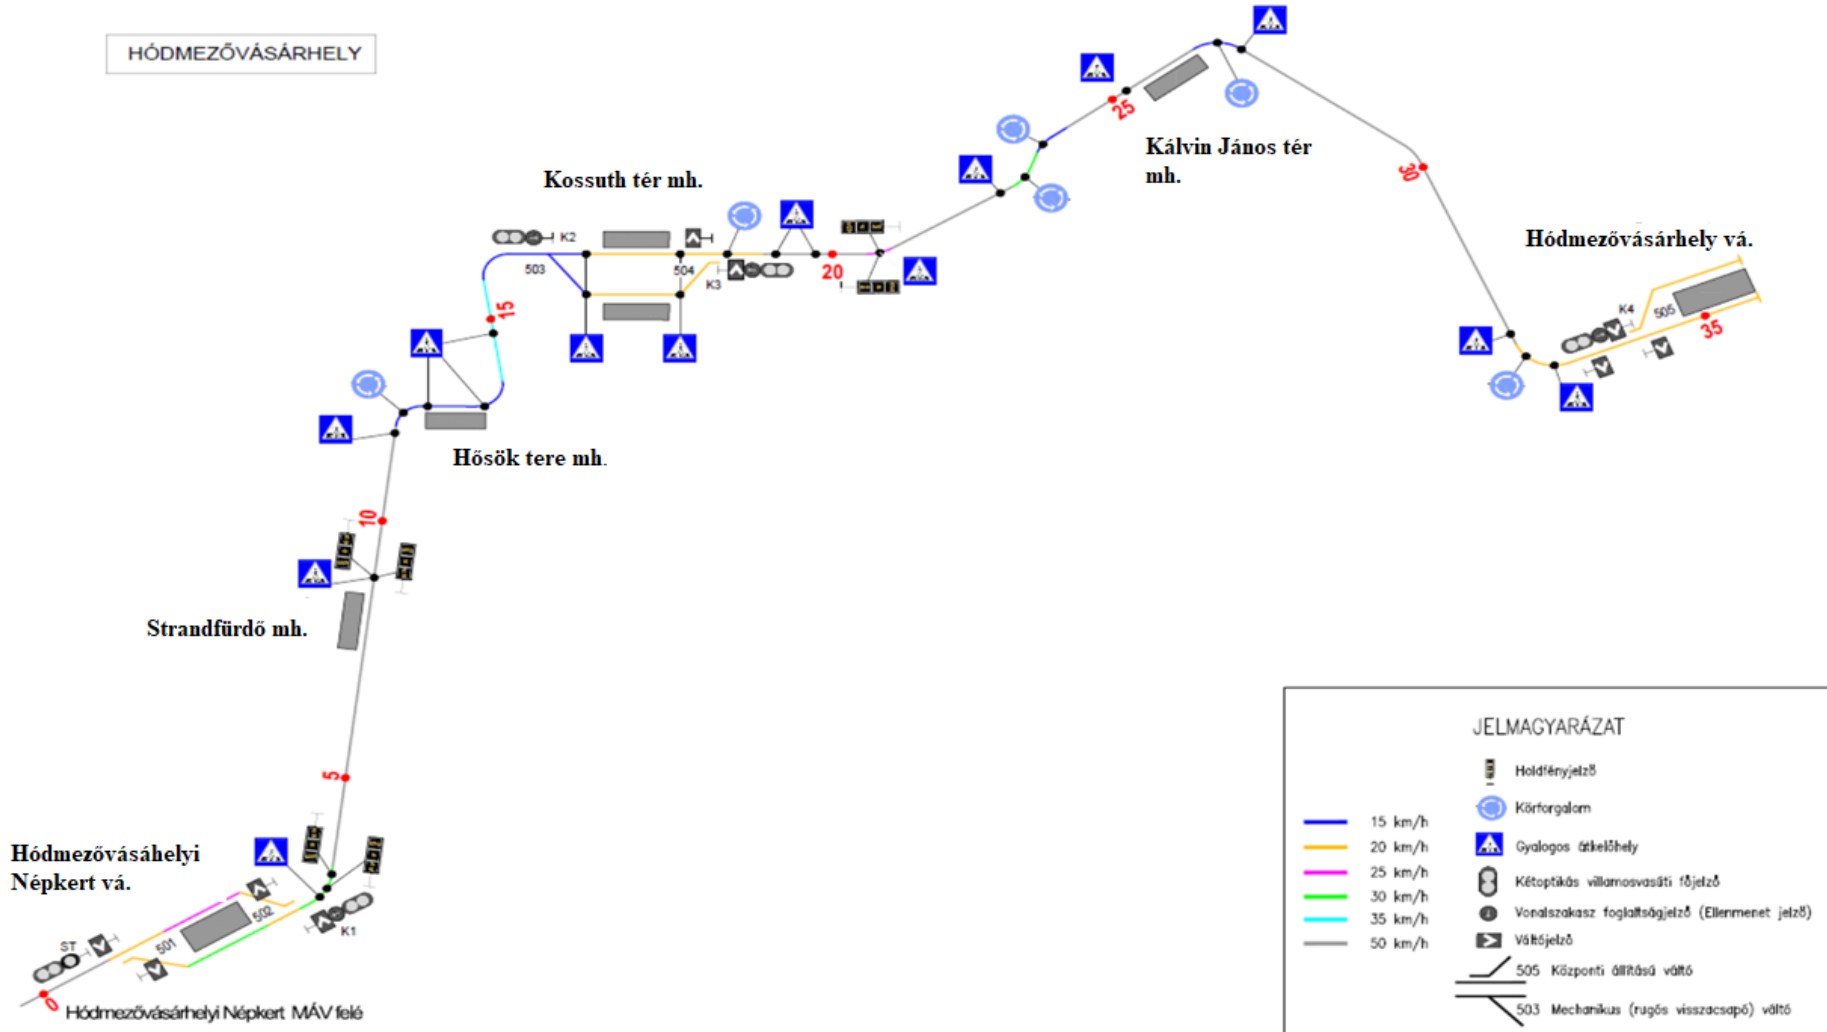 HÓDMEZŐVÁSÁRHELY
25
Kálvin János tér
mh.
Kossuth tér mh.
30
K2
503
504
K3
20
Hódmezővásárhely vá.
K4
505
35
15
Hősök tere mh.
10
Strandfürdő mh.
5
Hódmezővásáhelyi
Népkert vá.
502
K1
501
ST
0
Hódmezővásárhelyi Népkert MÁV felé
JELMAGYARÁZAT
Holdfényjelző
Körforgalom
15 km/h
20 km/h
Gyalogos átkelőhely
25 km/h
Kétoptikás villamosvasúti főjelző
30 km/h
35 km/h
Vonalszakasz foglaltságjelző (Ellenmenet jelző)
50 km/h
Váltójelző
505 Központi állítású váltó
503 Mechanikus (rugós visszacsapó) váltó